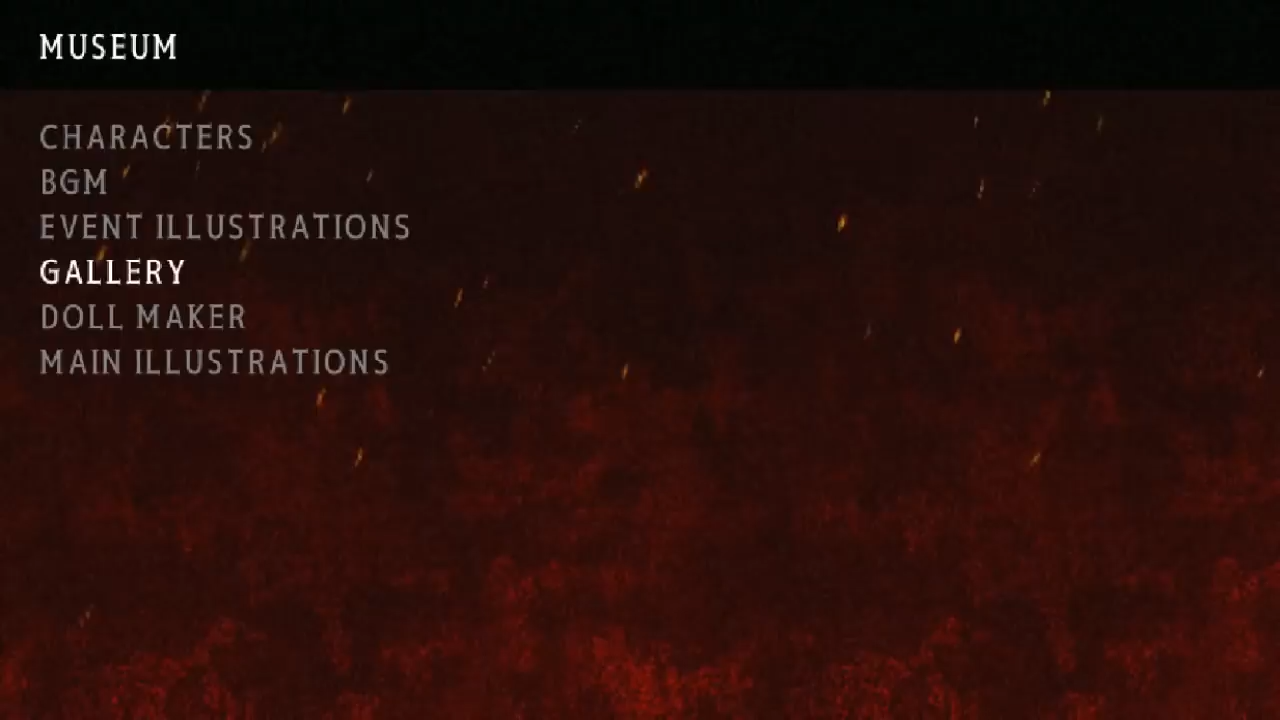 MUSEUM
CHARACTERS
BGM
EVENT ILLUSTRATIONS
GALLERY
DOLL MAKER
MAIN ILLUSTRATIONS